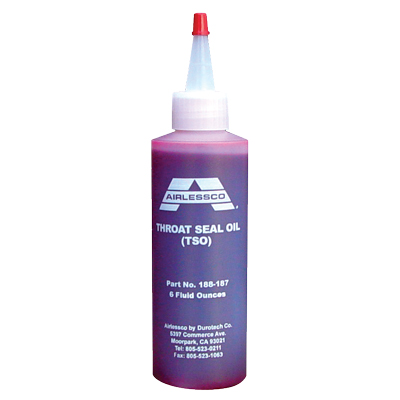 AIRLESSCO
THROAT SEAL OIL
(TSO)
Part No. 188-187
6 Fluid Ounces
Airlessco by Durotech Co.
5397 Commerce Ave.
Moorpark, CA 93021
Tel: 805-523-0211
Fax: 805-523-1063